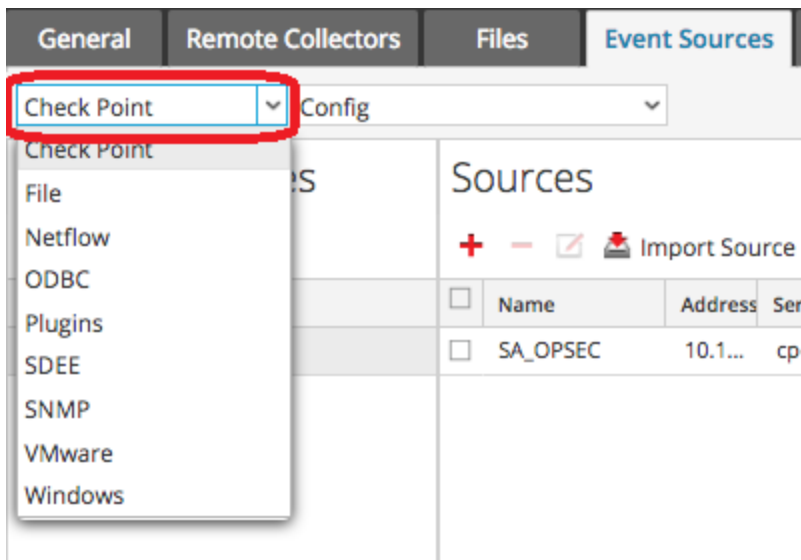 General Remote Collectors Files Event Sources
Check Point Config
Check Point
File
Netflow
ODBC
Plugins
SDEE
SNMP
VMware
Windows
Sources
Import Source
Name Address
SA_OPSEC 10.1...